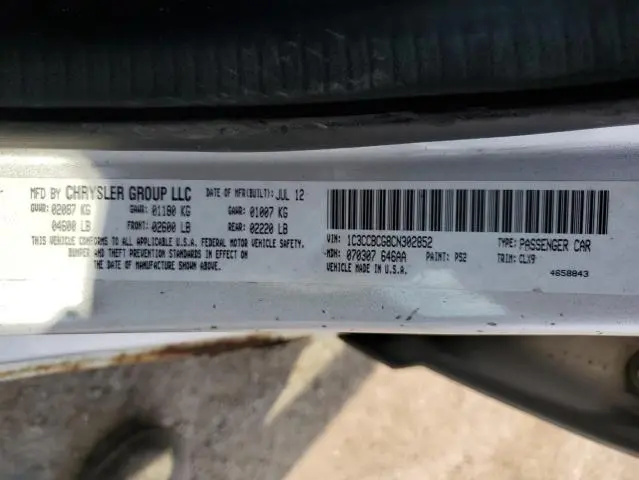 MFD BY CHRYSLER GROUP LLC DATE OF MFR(BUILT): JUL 12
GVWR: 02087 KG GAWR: 01180 KG GAWR: 01007 KG
04600 LB FRONT: 02600 LB REAR: 02220 LB
THIS VEHICLE CONFORMS TO ALL APPLICABLE U.S.A. FEDERAL MOTOR VEHICLE SAFETY,
BUMPER AND THEFT PREVENTION STANDARDS IN EFFECT ON
THE DATE OF MANUFACTURE SHOWN ABOVE.
VIN: 1C3CCBCG8CN302852 TYPE: PASSENGER CAR
MDH: 070307 646AA PAINT: PS2 TRIM: CLX9
VEHICLE MADE IN U.S.A.
4658843